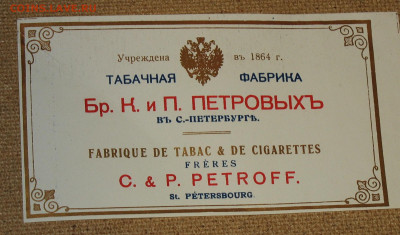 Учреждена въ 1864 г.
ТАБАЧНАЯ ФАБРИКА
Бр. К. и П. ПЕТРОВЫХЪ
ВЪ С.-ПЕТЕРБУРГѢ.
FABRIQUE DE TABAC & DE CIGARETTES
FRÈRES
C. & P. PETROFF.
St. PÉTERSBOURG.